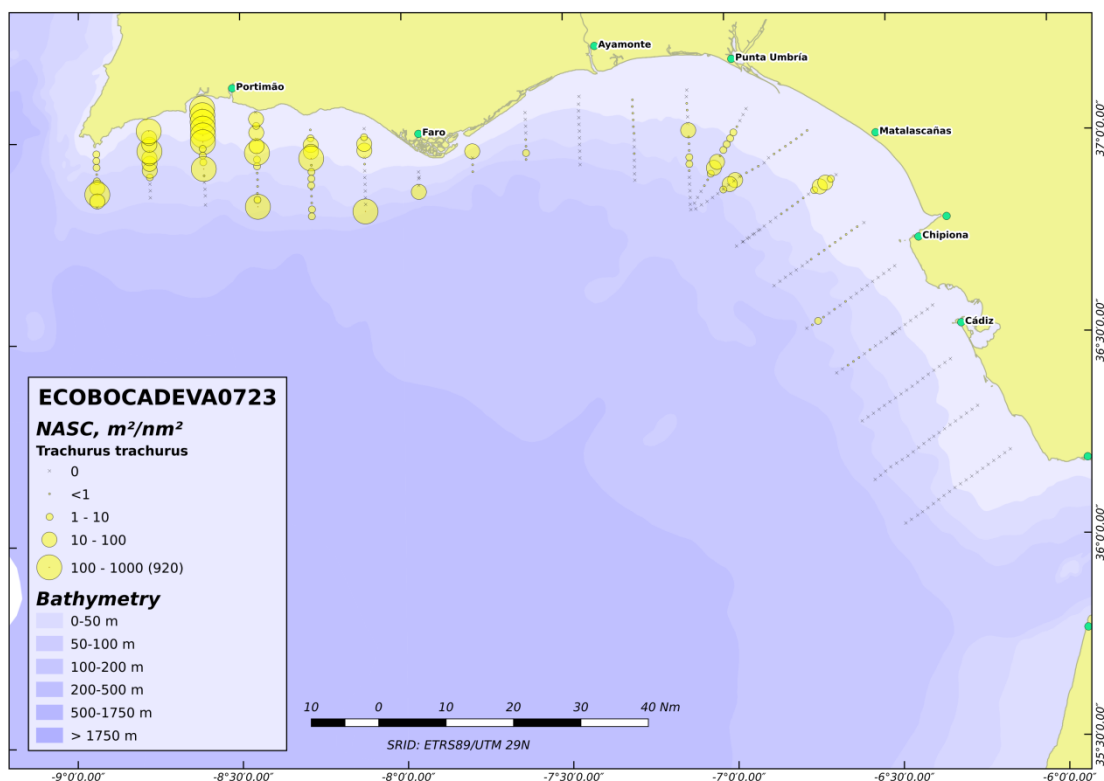 Ayamonte
Punta Umbría
Portimão
Faro
Matalascañas
Chipiona
Cádiz
37°0'0.00"
36°30'0.00"
36°0'0.00"
35°30'0.00"
ECOBOCADEVA0723
NASC, m²/nm²
Trachurus trachurus
0
<1
1 - 10
10 - 100
100 - 1000 (920)
Bathymetry
0-50 m
50-100 m
100-200 m
200-500 m
500-1750 m
> 1750 m
10 0 10 20 30 40 Nm
SRID: ETRS89/UTM 29N
-9°0'0.00" -8°30'0.00" -8°0'0.00" -7°30'0.00" -7°0'0.00" -6°30'0.00" -6°0'0.00"